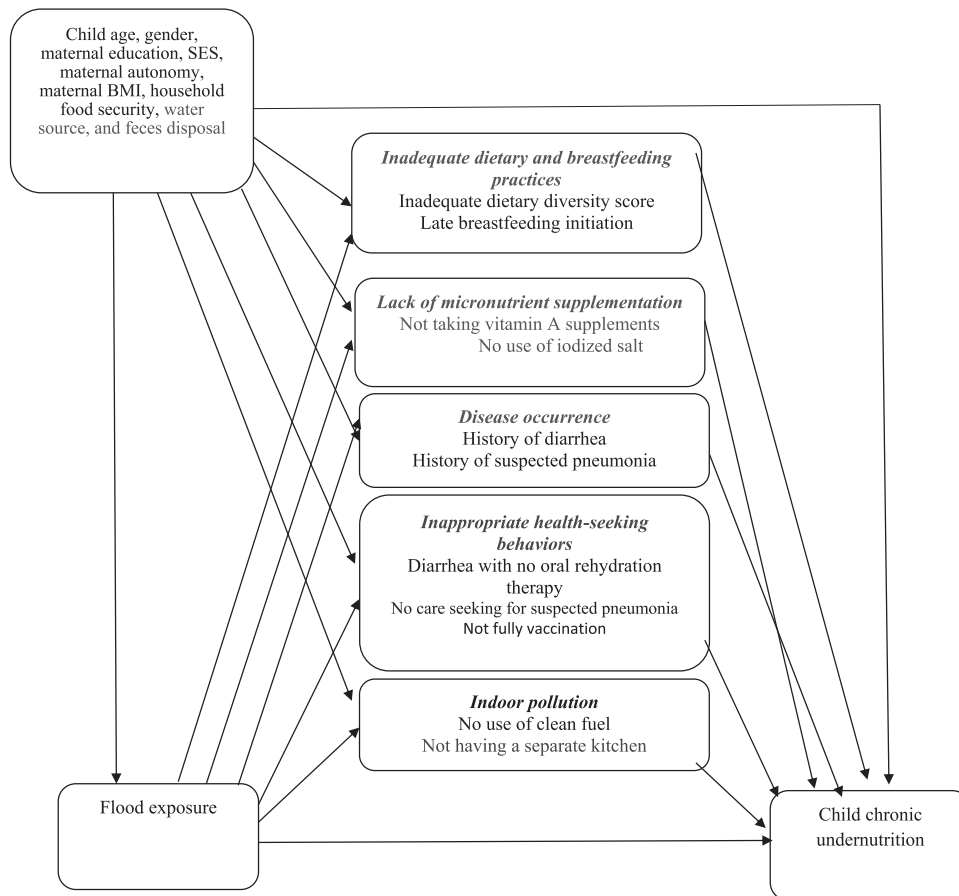 Child age, gender,
maternal education, SES,
maternal autonomy,
maternal BMI, household
food security, water
source, and feces disposal
Inadequate dietary and breastfeeding
practices
Inadequate dietary diversity score
Late breastfeeding initiation
Lack of micronutrient supplementation
Not taking vitamin A supplements
No use of iodized salt
Disease occurrence
History of diarrhea
History of suspected pneumonia
Inappropriate health-seeking
behaviors
Diarrhea with no oral rehydration
therapy
No care seeking for suspected pneumonia
Not fully vaccination
Indoor pollution
No use of clean fuel
Not having a separate kitchen
Flood exposure
Child chronic
undernutrition